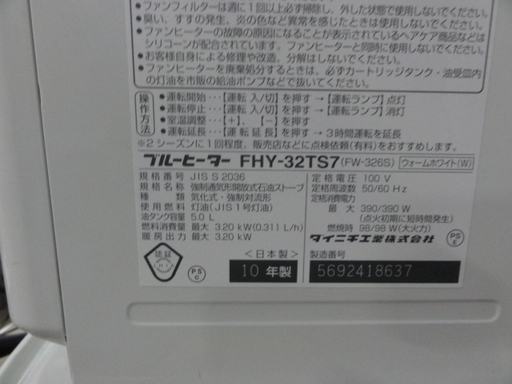 ●ファンフィルターは週に1回以上必ず掃除し、外した状態で使用しないでください。
●臭い、すすの発生、炎の色など異常を感じたときは使用しないでください。
●ファンヒーターの故障の原因になることが表示されているヘアケア商品などは
シリコーンが配合されています。ファンヒーターと同時に使用しないでください。
●お客様自身による修理や改造、分解はしないでください。
●ファンヒーターを廃棄処分するときは、必ずカートリッジタンク・油受皿内
の灯油を市販の給油ポンプなどで抜いてください。
操作方法
●運転開始…【運転 入/切】を押す→【運転ランプ】点灯
●運転停止…【運転 入/切】を押す→【運転ランプ】消灯
●室温調整…【+】、【-】を押す
●運転延長…【運転延長】を押す→3時間運転を延長
※2シーズンに1回程度、販売店などに点検依頼(有料)をおすすめします。
ブルーヒーター FHY-32TS7(FW-326S) ウォームホワイト(W)
規格番号 JIS S 2036
規格名称 強制通気形開放式石油ストーブ
種類 気化式・強制対流形
使用燃料 灯油(JIS1号灯油)
油タンク容量 5.0 L
燃料消費量 最大 3.20 kW(0.311 L/h)
暖房出力 最大 3.20 kW
定格電圧 100 V
定格周波数 50/60 Hz
定格消費電力
最大 390/390 W
(点火初期に短時間発生)
燃焼時 98/98 W(大火力)
ダイニチ工業株式会社
PSC
認証
PSC
<日本製>
10 年製
製造番号
5692418637